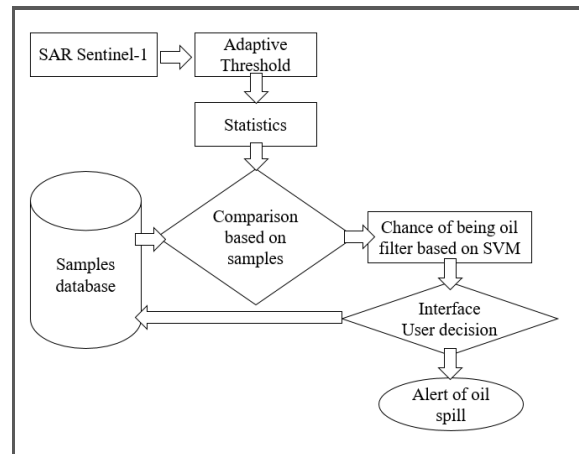 SAR Sentinel-1
Adaptive
Threshold
Statistics
Comparison
based on
samples
Samples
database
Chance of being oil
filter based on SVM
Interface
User decision
Alert of oil
spill